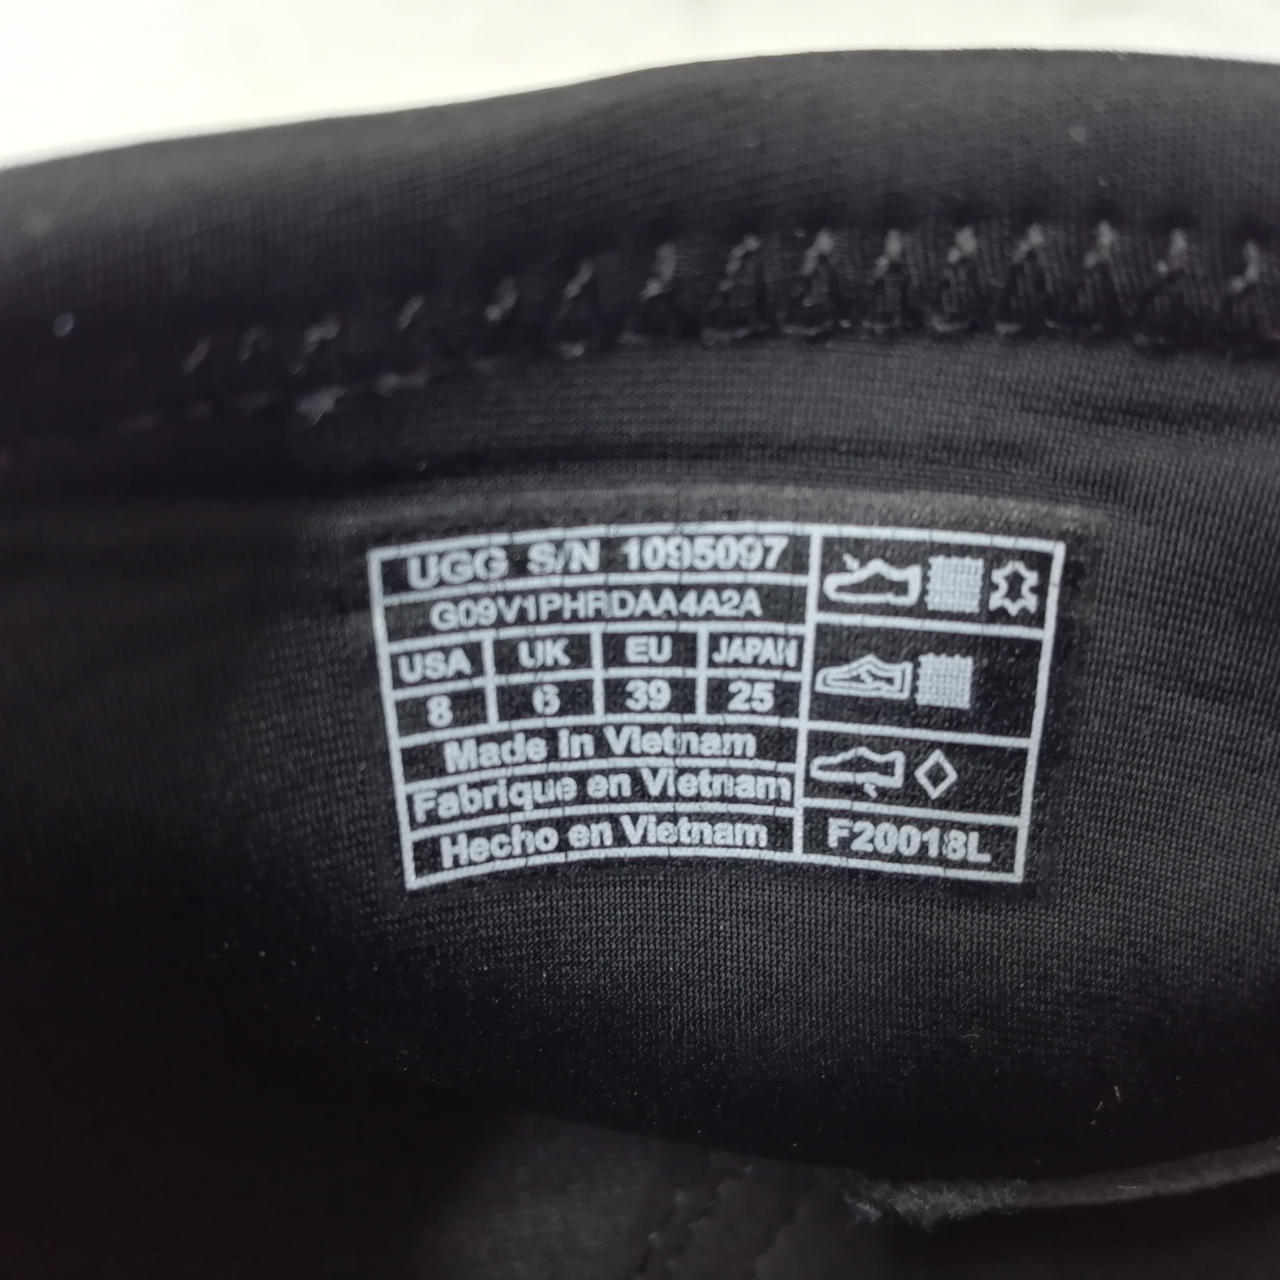 UGG S/N 1095097
G09V1PHRDAA4A2A
USA UK EU JAPAN
8 6 39 25
Made in Vietnam
Fabrique en Vietnam
Hecho en Vietnam
F20018L